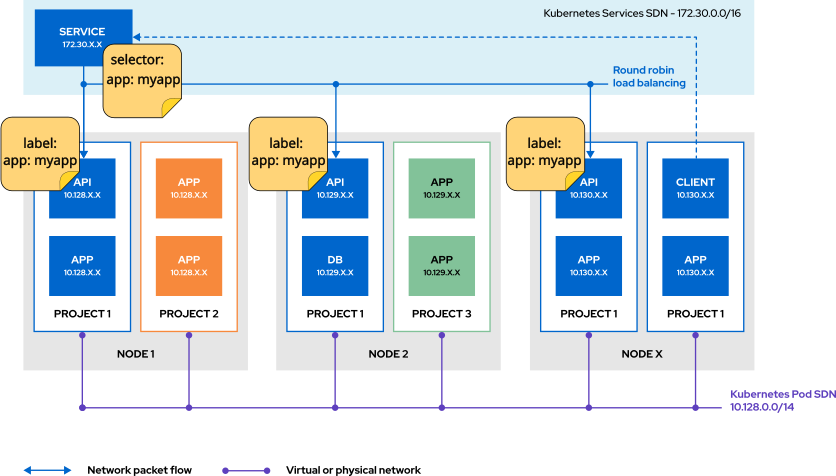 Kubernetes Services SDN - 172.30.0.0/16
SERVICE
172.30.X.X
selector:
app: myapp
Round robin
load balancing
label:
app: myapp
label:
app: myapp
label:
app: myapp
API
10.128.X.X
APP
10.128.X.X
API
10.129.X.X
APP
10.129.X.X
API
10.130.X.X
CLIENT
10.130.X.X
APP
10.128.X.X
APP
10.128.X.X
DB
10.129.X.X
APP
10.129.X.X
APP
10.130.X.X
APP
10.130.X.X
PROJECT 1
PROJECT 2
PROJECT 1
PROJECT 3
PROJECT 1
PROJECT 1
NODE 1
NODE 2
NODE X
Kubernetes Pod SDN
10.128.0.0/14
Network packet flow
Virtual or physical network